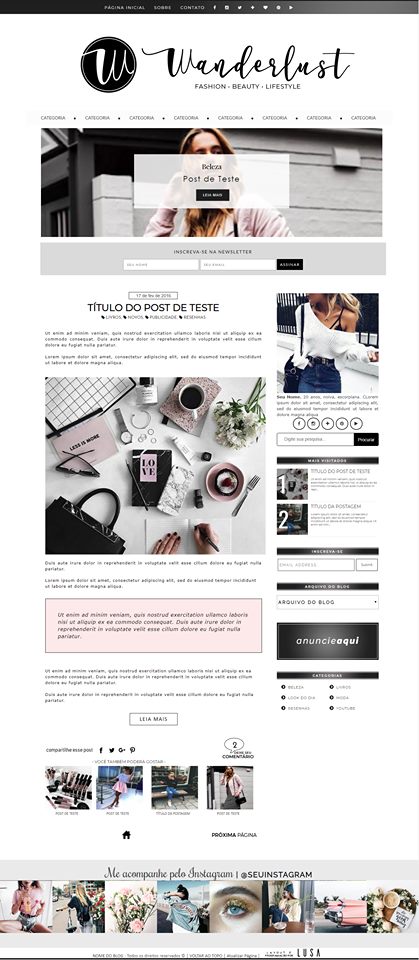 PÁGINA INICIAL SOBRE CONTATO
W Wanderlust
FASHION • BEAUTY • LIFESTYLE
CATEGORIA CATEGORIA CATEGORIA CATEGORIA CATEGORIA CATEGORIA CATEGORIA CATEGORIA
Beleza
Post de Teste
LEIA MAIS
INSCREVA-SE NA NEWSLETTER
SEU NOME SEU EMAIL ASSINAR
17 de fev de 2016
TÍTULO DO POST DE TESTE
LIVROS, NOVOS, PUBLICIDADE, RESENHAS
Ut enim ad minim veniam, quis nostrud exercitation ullamco laboris nisi ut aliquip ex ea
commodo consequat. Duis aute irure dolor in reprehenderit in voluptate velit esse cillum
dolore eu fugiat nulla pariatur.
Lorem ipsum dolor sit amet, consectetur adipiscing elit, sed do eiusmod tempor incididunt
ut labore et dolore magna aliqua.
LESS IS MORE
LOVE
Duis aute irure dolor in reprehenderit in voluptate velit esse cillum dolore eu fugiat nulla
pariatur.
Lorem ipsum dolor sit amet, consectetur adipiscing elit, sed do eiusmod tempor incididunt ut
labore et dolore magna aliqua.
Ut enim ad minim veniam, quis nostrud exercitation ullamco laboris
nisi ut aliquip ex ea commodo consequat. Duis aute irure dolor in
reprehenderit in voluptate velit esse cillum dolore eu fugiat nulla
pariatur.
Ut enim ad minim veniam, quis nostrud exercitation ullamco laboris nisi ut aliquip ex ea
commodo consequat. Duis aute irure dolor in reprehenderit in voluptate velit esse cillum
dolore eu fugiat nulla pariatur.
Duis aute irure dolor in reprehenderit in voluptate velit esse cillum dolore eu fugiat nulla
pariatur.
LEIA MAIS
compartilhe esse post
2
DEIXE SEU
COMENTÁRIO
- VOCÊ TAMBÉM PODERÁ GOSTAR -
POST DE TESTE POST DE TESTE TÍTULO DA POSTAGEM POST DE TESTE
PRÓXIMA PÁGINA
Seu Nome, 20 anos, noiva, escorpiana. CLorem
ipsum dolor sit amet, consectetur adipiscing elit,
sed do eiusmod tempor incididunt ut labore et
dolore magna aliqua.
Digite sua pesquisa... Procurar
MAIS VISITADOS
1
TÍTULO DO POST DE TESTE
2
TÍTULO DA POSTAGEM
INSCREVA-SE
EMAIL ADDRESS Submit
ARQUIVO DO BLOG
ARQUIVO DO BLOG
anuncieaqui
CATEGORIAS
BELEZA LIVROS
LOOK DO DIA MODA
RESENHAS YOUTUBE
Me acompanhe pelo Instagram | @SEUINSTAGRAM
NOME DO BLOG - Todos os direitos reservados © | VOLTAR AO TOPO | Atualizar Página |
LUSA